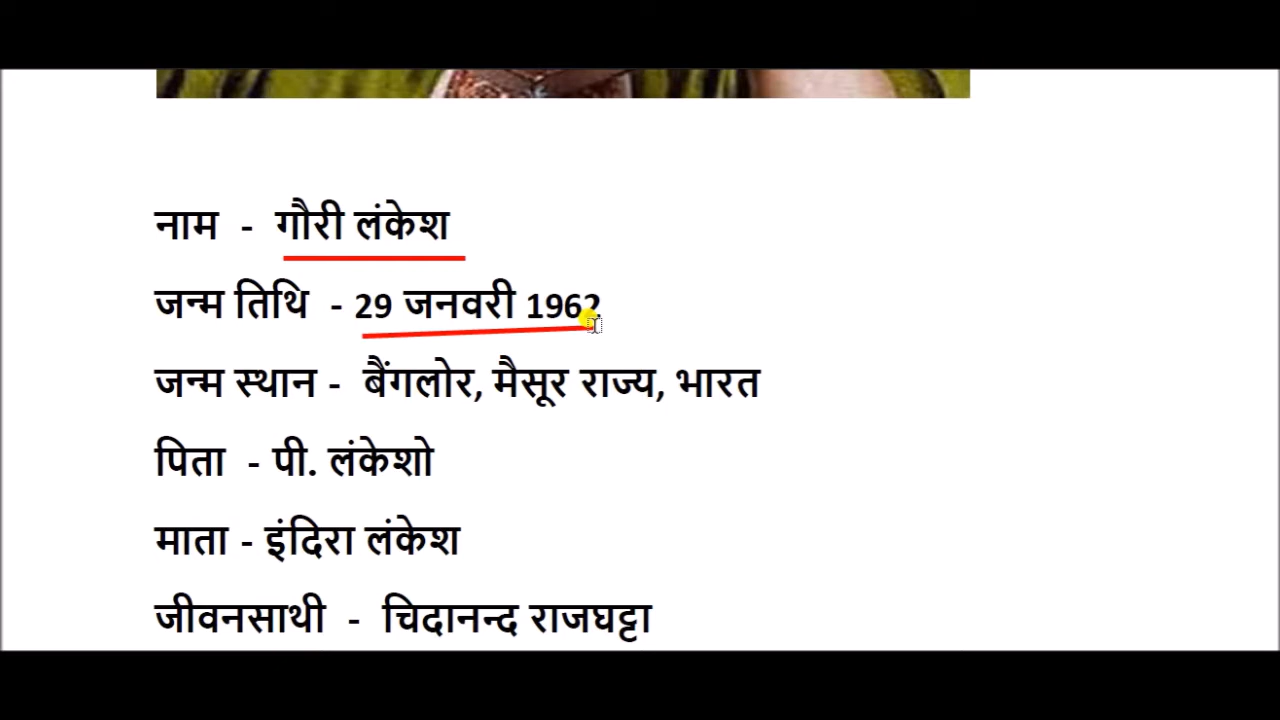 नाम - गौरी लंकेश
जन्म तिथि - 29 जनवरी 1962
जन्म स्थान - बैंगलोर, मैसूर राज्य, भारत
पिता - पी. लंकेशो
माता - इंदिरा लंकेश
जीवनसाथी - चिदानन्द राजघट्टा